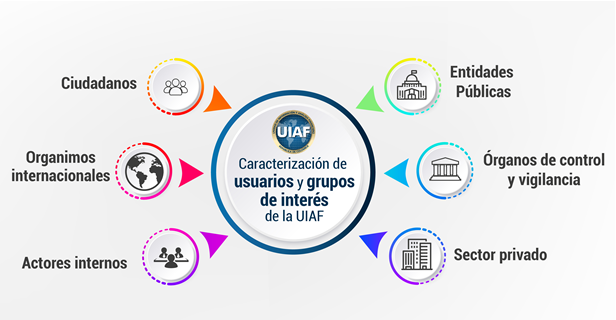 Ciudadanos
Organimos
internacionales
Actores internos
UIAF
Caracterización de
usuarios y grupos
de interés
de la UIAF
Entidades
Públicas
Órganos de control
y vigilancia
Sector privado